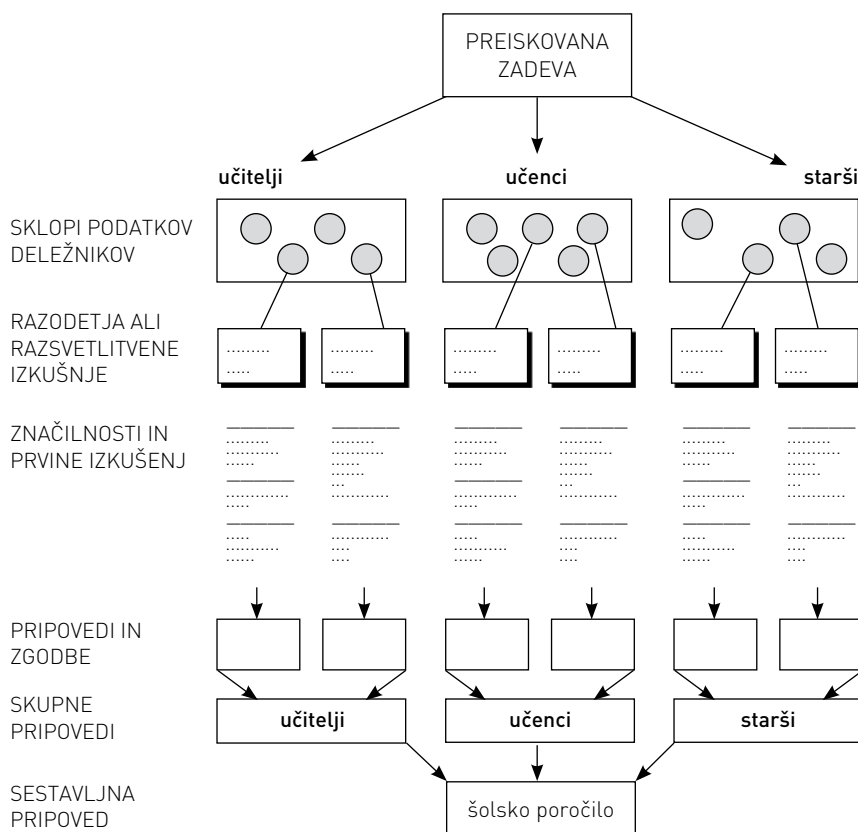 PREISKOVANA
ZADEVA
učitelji
učenci
starši
SKLOPI PODATKOV
DELEŽNIKOV
RAZODETJA ALI
RAZSVETLITVENE
IZKUŠNJE
ZNAČILNOSTI IN
PRVINE IZKUŠENJ
PRIPOVEDI IN
ZGODBE
SKUPNE
PRIPOVEDI
učitelji
učenci
starši
SESTAVLJNA
PRIPOVED
šolsko poročilo